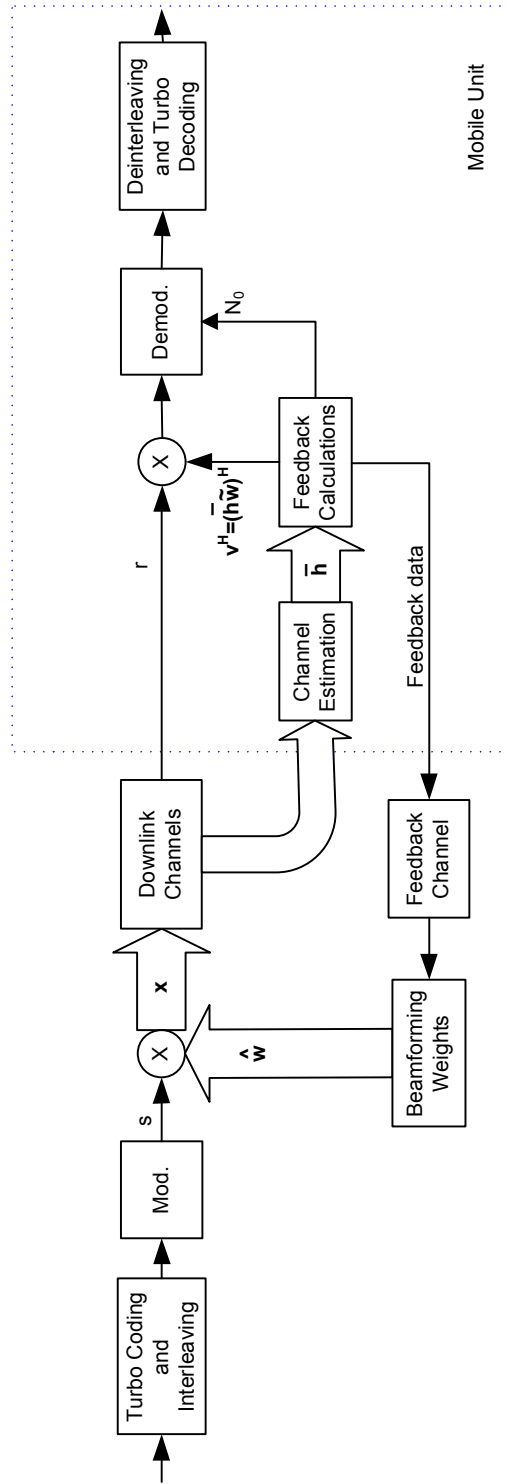 Turbo Coding
and
Interleaving
Mod.
s
X
x
ŵ
Beamforming
Weights
Downlink
Channels
Feedback
Channel
r
Channel
Estimation
h̄
Feedback
Calculations
Feedback data
X
vᴴ=(h̄w̃)ᴴ
N₀
Demod.
Deinterleaving
and Turbo
Decoding
Mobile Unit